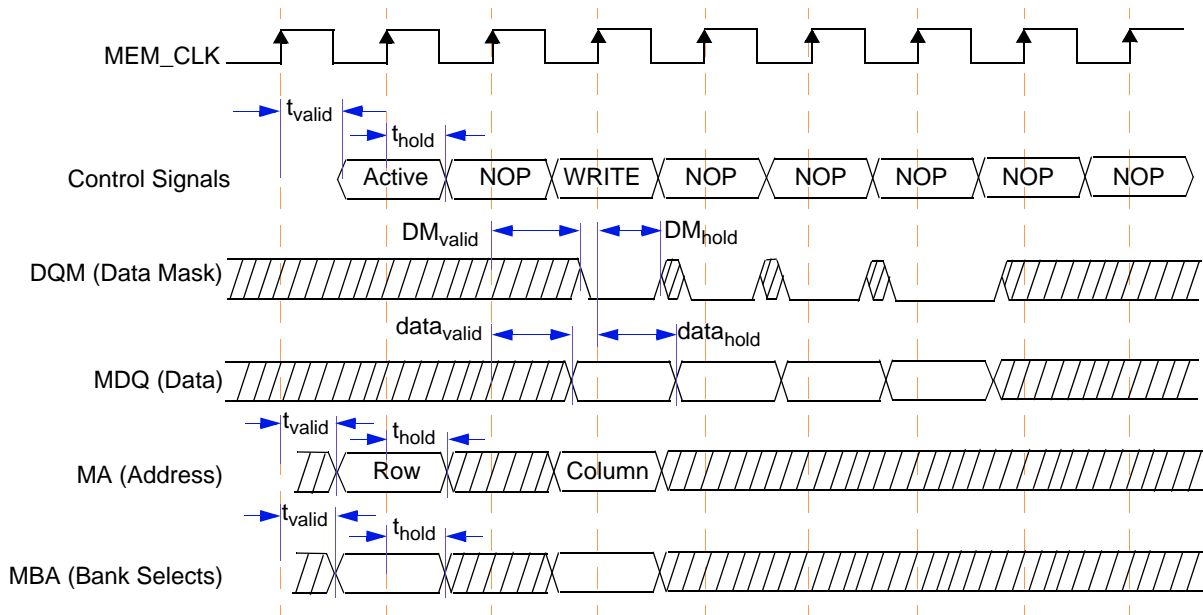 MEM_CLK
tvalid
thold
Control Signals
Active NOP WRITE NOP NOP NOP NOP NOP
DMvalid DMhold
DQM (Data Mask)
datavalid datahold
MDQ (Data)
tvalid thold
MA (Address) Row Column
tvalid thold
MBA (Bank Selects)